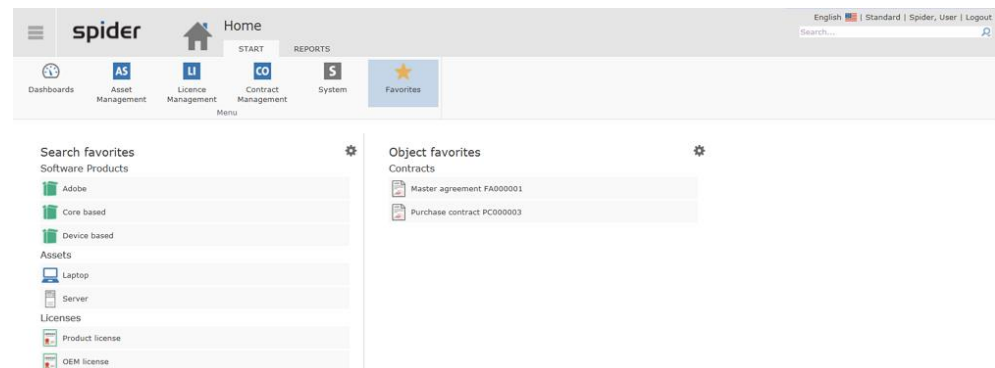 English | Standard | Spider, User | Logout
spider
Home
Search...
START REPORTS
AS LI CO S
Dashboards Asset Management Licence Management Contract Management System Favorites
Menu
Search favorites
Software Products
Adobe
Core based
Device based
Assets
Laptop
Server
Licenses
Product license
OEM license
Object favorites
Contracts
Master agreement FA000001
Purchase contract PC000003